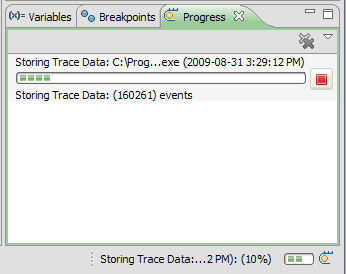 (x)= Variables Breakpoints Progress
Storing Trace Data: C:\Prog...exe (2009-08-31 3:29:12 PM)
Storing Trace Data: (160261) events
Storing Trace Data:...2 PM): (10%)